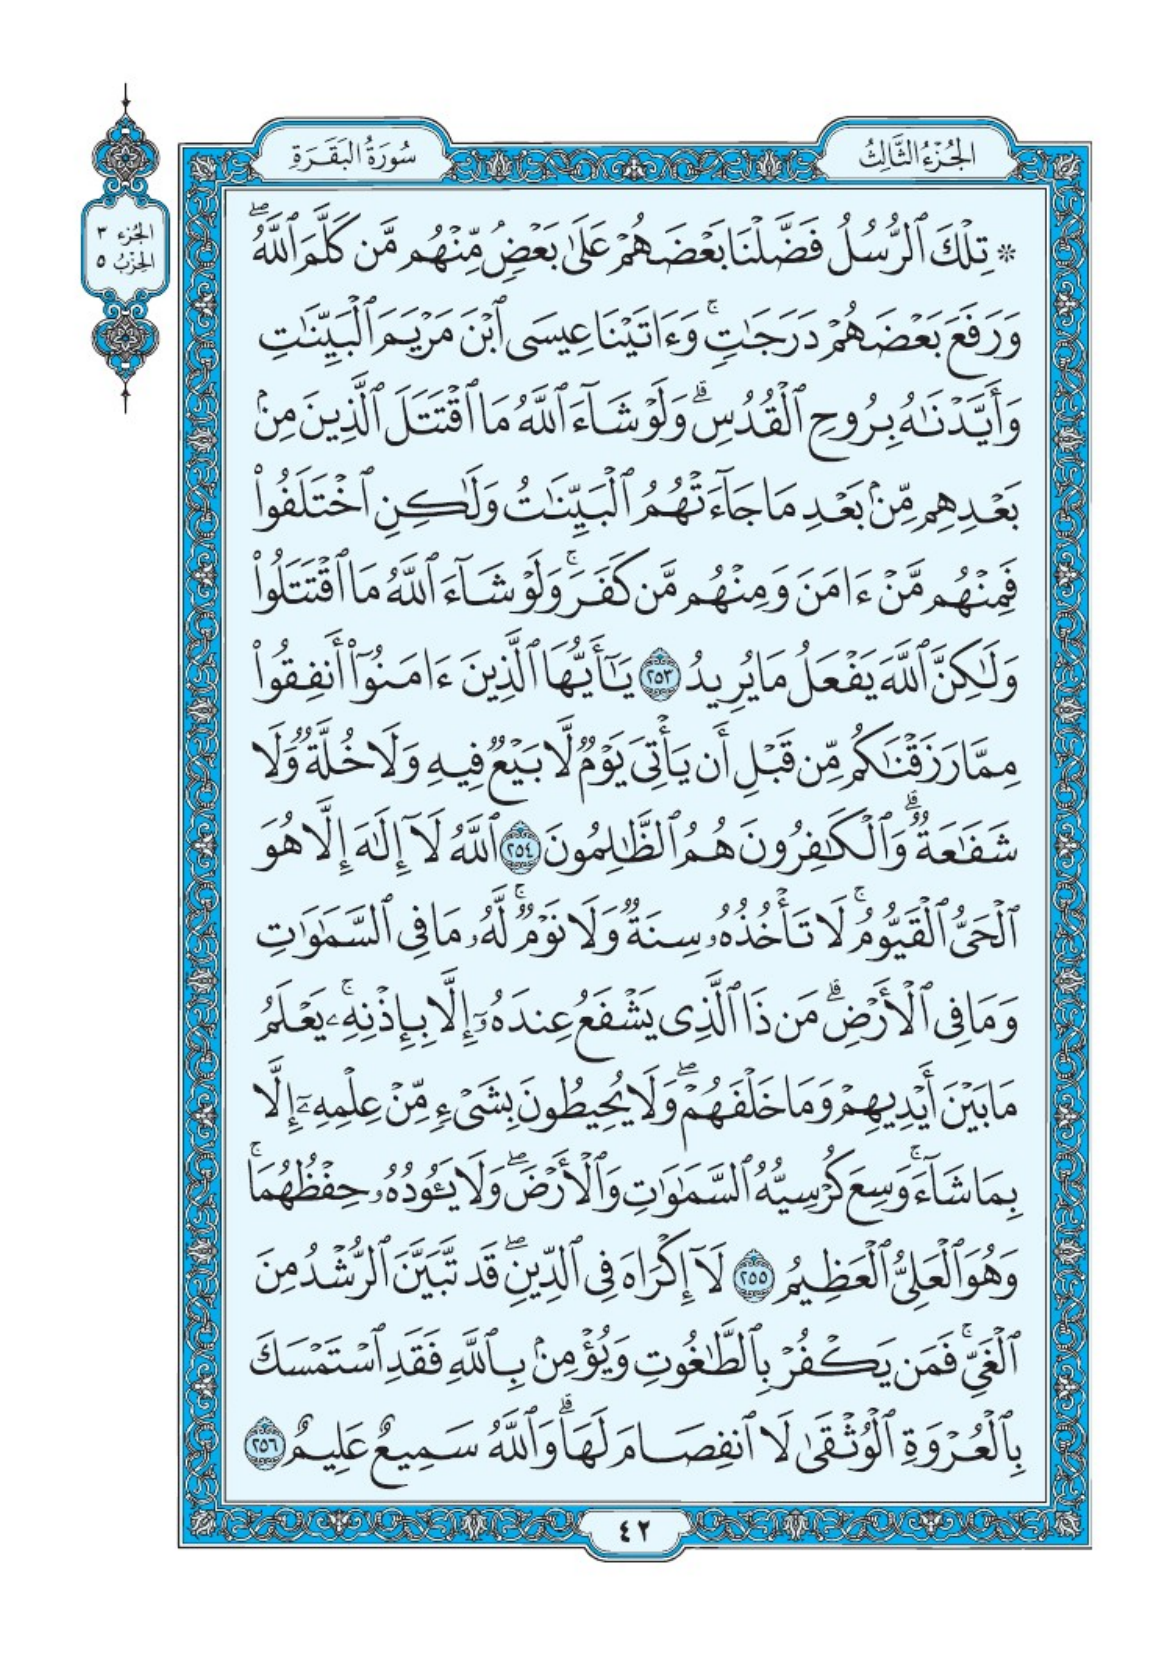 الجُزْءُ الثَّالِثُ
سُورَةُ البَقَرَةِ
الجُزء ٣
الحِزْبُ ٥
۞ تِلْكَ ٱلرُّسُلُ فَضَّلْنَا بَعْضَهُمْ عَلَىٰ بَعْضٍۘ مِّنْهُم مَّن كَلَّمَ ٱللَّهُۖ
وَرَفَعَ بَعْضَهُمْ دَرَجَٰتٍۚ وَءَاتَيْنَا عِيسَى ٱبْنَ مَرْيَمَ ٱلْبَيِّنَٰتِ
وَأَيَّدْنَٰهُ بِرُوحِ ٱلْقُدُسِۗ وَلَوْ شَآءَ ٱللَّهُ مَا ٱقْتَتَلَ ٱلَّذِينَ مِنۢ
بَعْدِهِم مِّنۢ بَعْدِ مَا جَآءَتْهُمُ ٱلْبَيِّنَٰتُ وَلَٰكِنِ ٱخْتَلَفُوا۟
فَمِنْهُم مَّنْ ءَامَنَ وَمِنْهُم مَّن كَفَرَۚ وَلَوْ شَآءَ ٱللَّهُ مَا ٱقْتَتَلُوا۟
وَلَٰكِنَّ ٱللَّهَ يَفْعَلُ مَا يُرِيدُ ٢٥٣ يَٰٓأَيُّهَا ٱلَّذِينَ ءَامَنُوٓا۟ أَنفِقُوا۟
مِمَّا رَزَقْنَٰكُم مِّن قَبْلِ أَن يَأْتِىَ يَوْمٌ لَّا بَيْعٌ فِيهِ وَلَا خُلَّةٌ وَلَا
شَفَٰعَةٌۗ وَٱلْكَٰفِرُونَ هُمُ ٱلظَّٰلِمُونَ ٢٥٤ ٱللَّهُ لَآ إِلَٰهَ إِلَّا هُوَ
ٱلْحَىُّ ٱلْقَيُّومُۚ لَا تَأْخُذُهُۥ سِنَةٌ وَلَا نَوْمٌۚ لَّهُۥ مَا فِى ٱلسَّمَٰوَٰتِ
وَمَا فِى ٱلْأَرْضِۗ مَن ذَا ٱلَّذِى يَشْفَعُ عِندَهُۥٓ إِلَّا بِإِذْنِهِۦۚ يَعْلَمُ
مَا بَيْنَ أَيْدِيهِمْ وَمَا خَلْفَهُمْۖ وَلَا يُحِيطُونَ بِشَىْءٍ مِّنْ عِلْمِهِۦٓ إِلَّا
بِمَا شَآءَۚ وَسِعَ كُرْسِيُّهُ ٱلسَّمَٰوَٰتِ وَٱلْأَرْضَۖ وَلَا يَـُٔودُهُۥ حِفْظُهُمَاۚ
وَهُوَ ٱلْعَلِىُّ ٱلْعَظِيمُ ٢٥٥ لَآ إِكْرَاهَ فِى ٱلدِّينِۖ قَد تَّبَيَّنَ ٱلرُّشْدُ مِنَ
ٱلْغَىِّۚ فَمَن يَكْفُرْ بِٱلطَّٰغُوتِ وَيُؤْمِنۢ بِٱللَّهِ فَقَدِ ٱسْتَمْسَكَ
بِٱلْعُرْوَةِ ٱلْوُثْقَىٰ لَا ٱنفِصَامَ لَهَاۗ وَٱللَّهُ سَمِيعٌ عَلِيمٌ ٢٥٦
٤٢